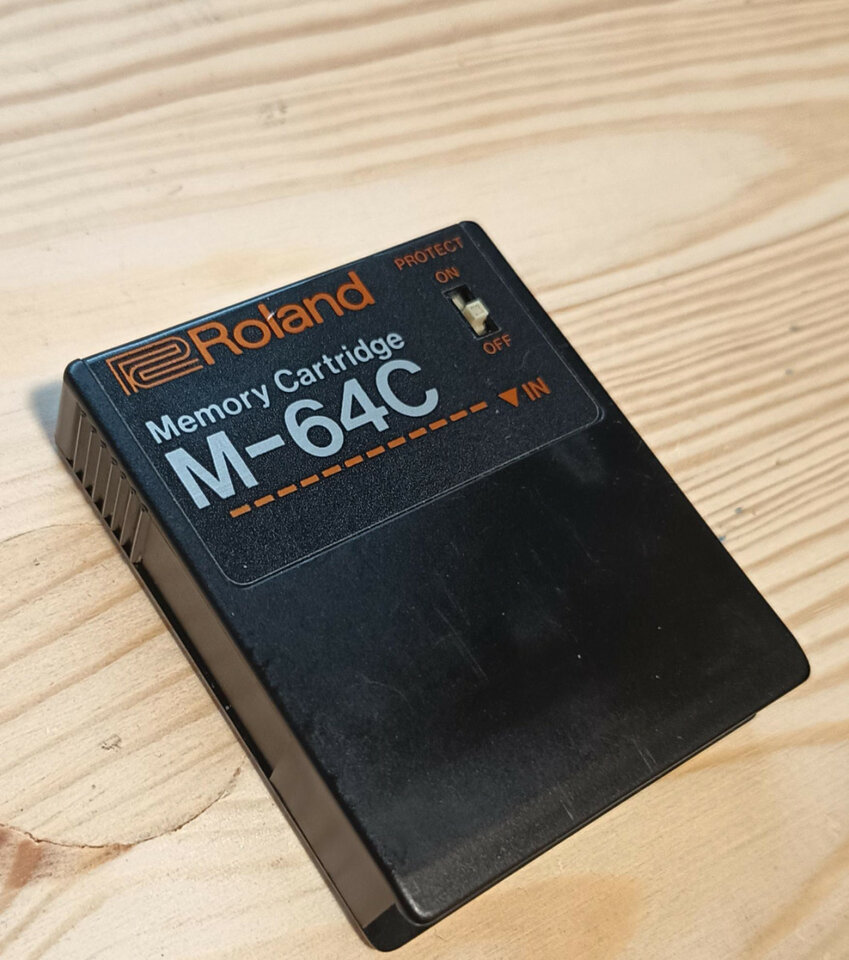 Roland
PROTECT
ON
OFF
Memory Cartridge
M-64C
▼IN